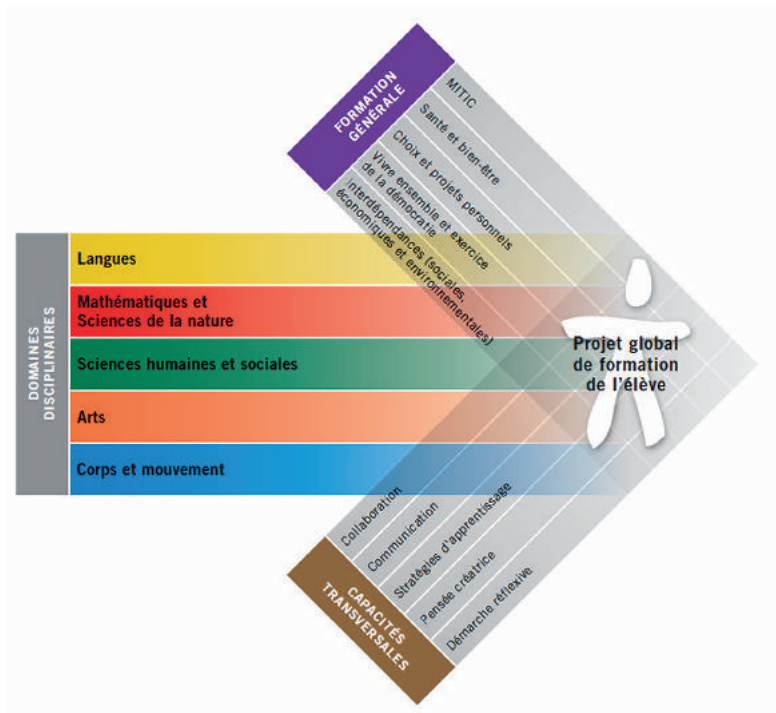 FORMATION
GÉNÉRALE
MITIC
Santé et bien-être
Choix et projets personnels
Vivre ensemble et exercice
de la démocratie
Interdépendances (sociales,
économiques et environnementales)
DOMAINES
DISCIPLINAIRES
Langues
Mathématiques et
Sciences de la nature
Sciences humaines et sociales
Arts
Corps et mouvement
Projet global
de formation
de l'élève
CAPACITÉS
TRANSVERSALES
Collaboration
Communication
Stratégies d'apprentissage
Pensée créatrice
Démarche réflexive